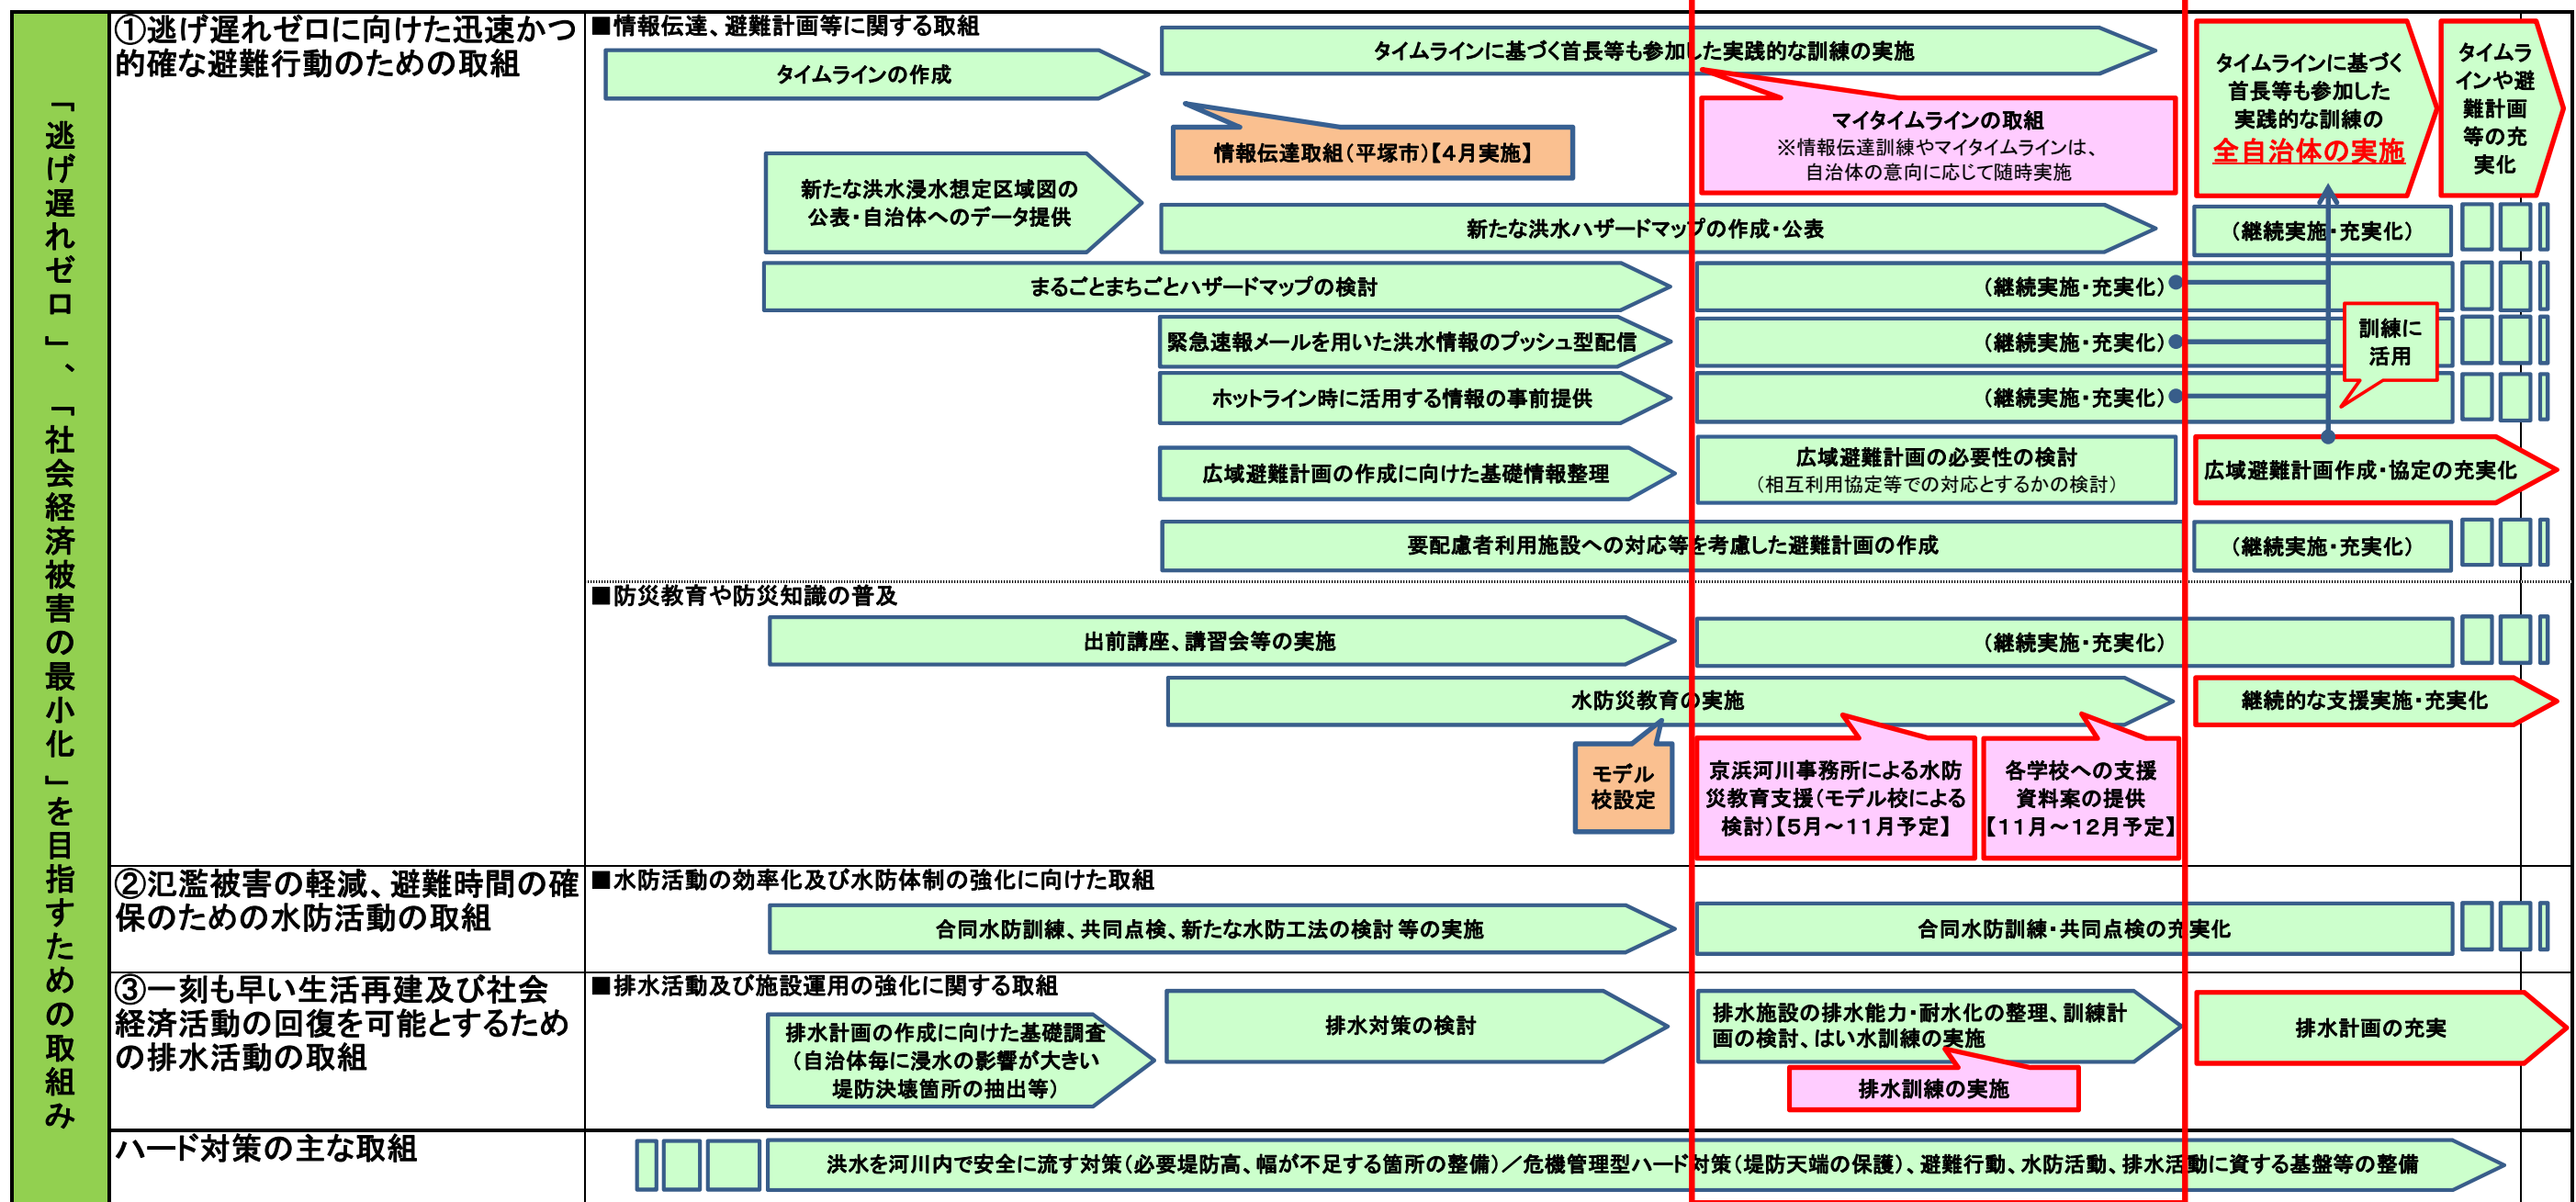 「逃げ遅れゼロ」、「社会経済被害の最小化」を目指すための取組み
①逃げ遅れゼロに向けた迅速かつ
的確な避難行動のための取組
■情報伝達、避難計画等に関する取組
タイムラインの作成
タイムラインに基づく首長等も参加した実践的な訓練の実施
タイムラインに基づく
首長等も参加した
実践的な訓練の
全自治体の実施
タイムラ
インや避
難計画
等の充
実化
情報伝達取組（平塚市）【4月実施】
マイタイムラインの取組
※情報伝達訓練やマイタイムラインは、
自治体の意向に応じて随時実施
新たな洪水浸水想定区域図の
公表・自治体へのデータ提供
新たな洪水ハザードマップの作成・公表
（継続実施・充実化）
まるごとまちごとハザードマップの検討
（継続実施・充実化）
緊急速報メールを用いた洪水情報のプッシュ型配信
（継続実施・充実化）
訓練に
活用
ホットライン時に活用する情報の事前提供
（継続実施・充実化）
広域避難計画の作成に向けた基礎情報整理
広域避難計画の必要性の検討
（相互利用協定等での対応とするかの検討）
広域避難計画作成・協定の充実化
要配慮者利用施設への対応等を考慮した避難計画の作成
（継続実施・充実化）
■防災教育や防災知識の普及
出前講座、講習会等の実施
（継続実施・充実化）
水防災教育の実施
継続的な支援実施・充実化
モデル
校設定
京浜河川事務所による水防
災教育支援（モデル校による
検討）【5月～11月予定】
各学校への支援
資料案の提供
【11月～12月予定】
②氾濫被害の軽減、避難時間の確
保のための水防活動の取組
■水防活動の効率化及び水防体制の強化に向けた取組
合同水防訓練、共同点検、新たな水防工法の検討 等の実施
合同水防訓練・共同点検の充実化
③一刻も早い生活再建及び社会
経済活動の回復を可能とするため
の排水活動の取組
■排水活動及び施設運用の強化に関する取組
排水計画の作成に向けた基礎調査
（自治体毎に浸水の影響が大きい
堤防決壊箇所の抽出等）
排水対策の検討
排水施設の排水能力・耐水化の整理、訓練計
画の検討、はい水訓練の実施
排水計画の充実
排水訓練の実施
ハード対策の主な取組
洪水を河川内で安全に流す対策（必要堤防高、幅が不足する箇所の整備）／危機管理型ハード対策（堤防天端の保護）、避難行動、水防活動、排水活動に資する基盤等の整備